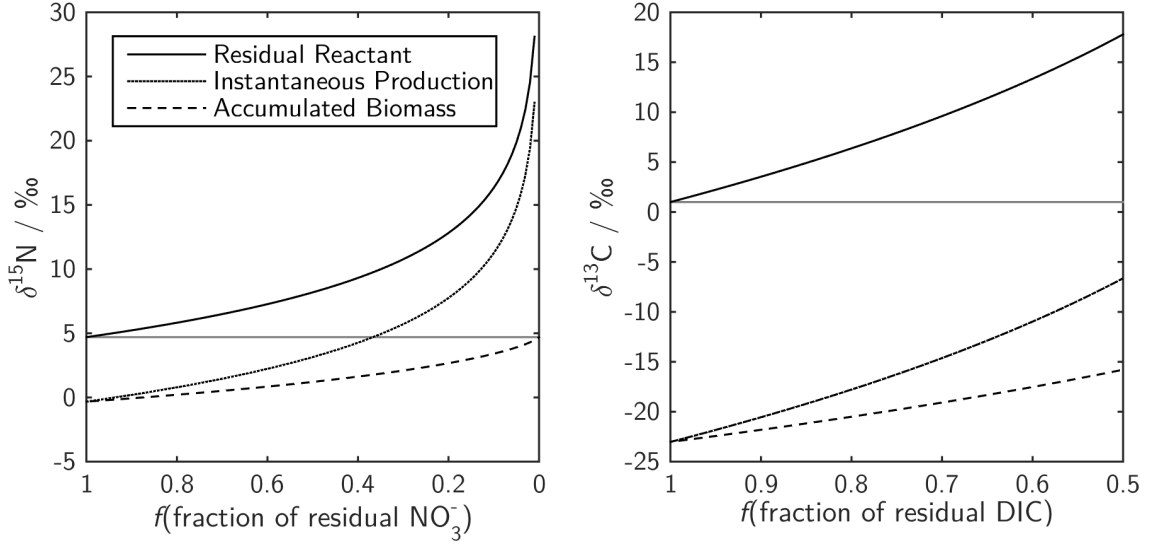 30
25
20
15
10
5
0
-5
δ¹⁵N / ‰
1 0.8 0.6 0.4 0.2 0
f(fraction of residual NO₃⁻)
Residual Reactant
Instantaneous Production
Accumulated Biomass
20
15
10
5
0
-5
-10
-15
-20
-25
δ¹³C / ‰
1 0.9 0.8 0.7 0.6 0.5
f(fraction of residual DIC)